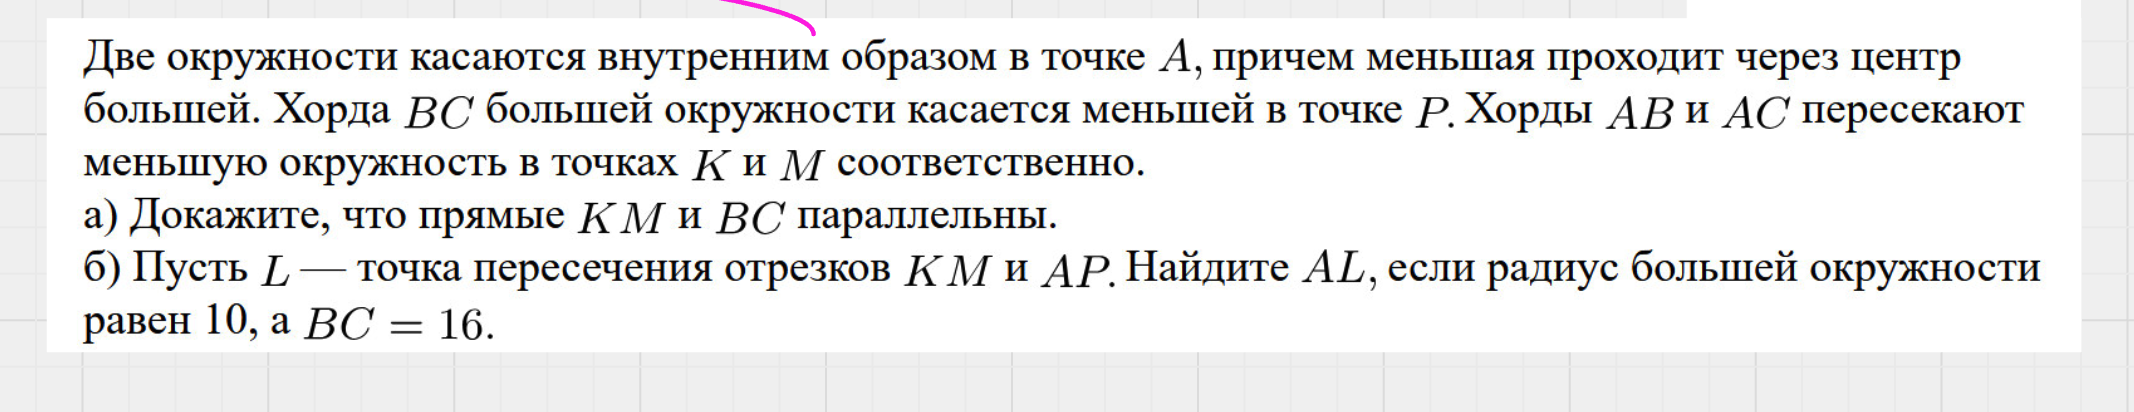 Две окружности касаются внутренним образом в точке A, причем меньшая проходит через центр
большей. Хорда BC большей окружности касается меньшей в точке P. Хорды AB и AC пересекают
меньшую окружность в точках K и M соответственно.
а) Докажите, что прямые KM и BC параллельны.
б) Пусть L — точка пересечения отрезков KM и AP. Найдите AL, если радиус большей окружности
равен 10, а BC = 16.